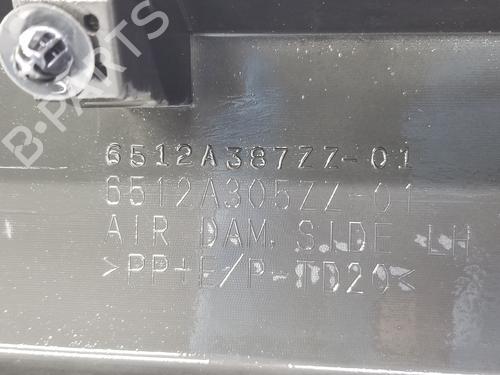 B-PARTS
6512A387ZZ-01
6512A305ZZ-01
AIR DAM, SIDE LH
>PP+E/P-TD20<